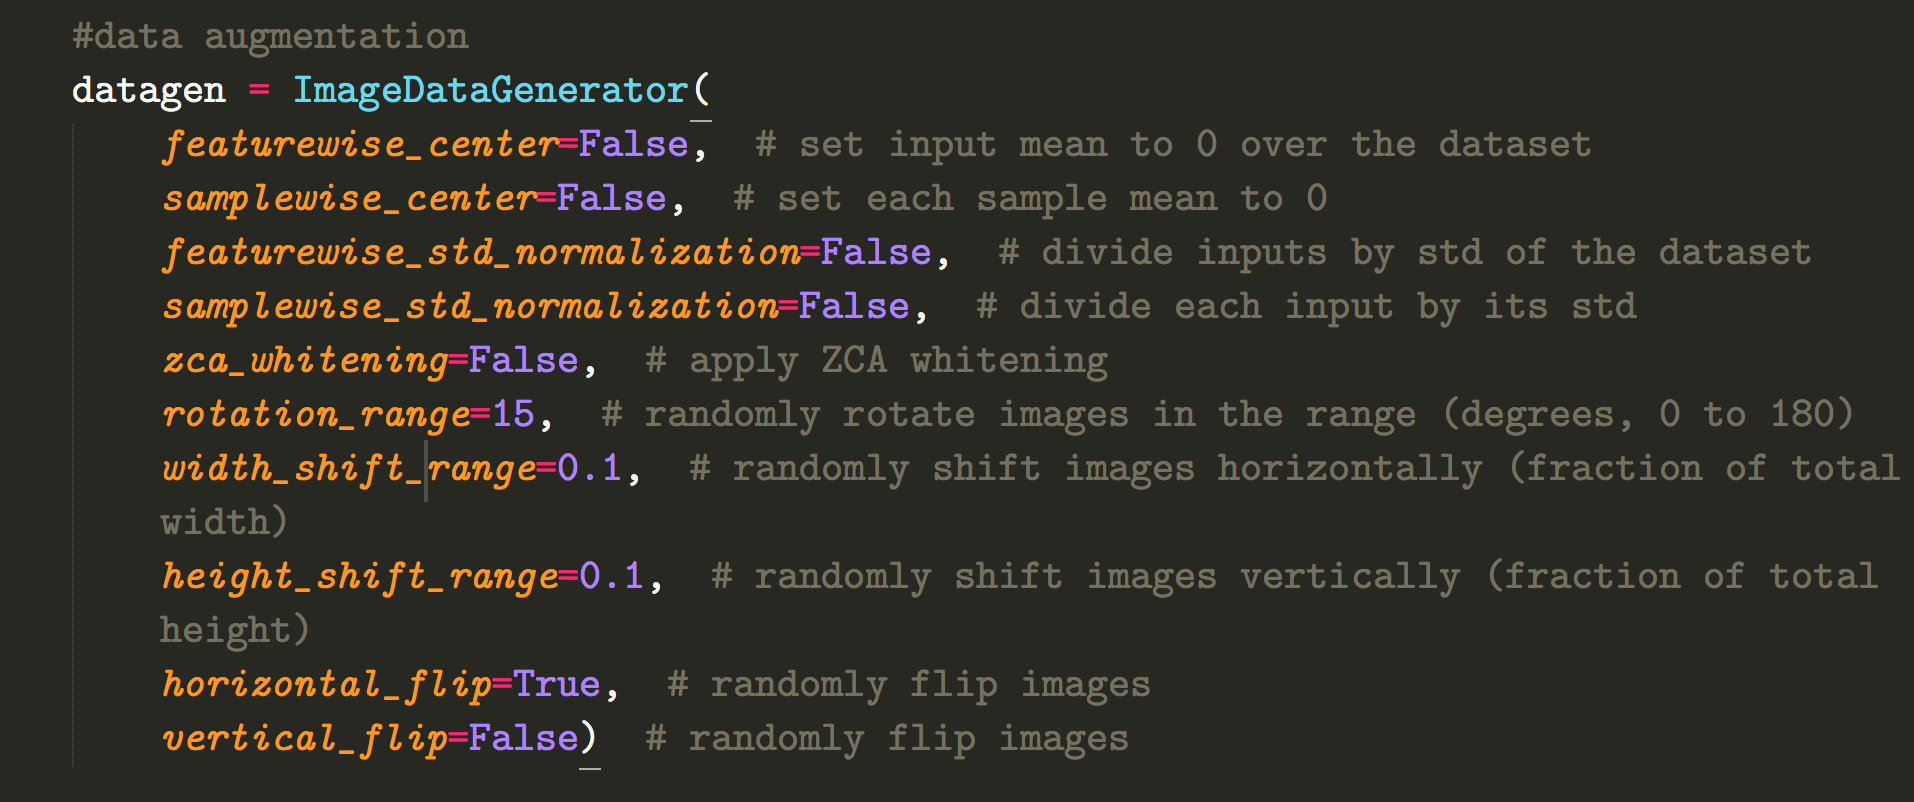 #data augmentation
datagen = ImageDataGenerator(
featurewise_center=False,  # set input mean to 0 over the dataset
samplewise_center=False,  # set each sample mean to 0
featurewise_std_normalization=False,  # divide inputs by std of the dataset
samplewise_std_normalization=False,  # divide each input by its std
zca_whitening=False,  # apply ZCA whitening
rotation_range=15,  # randomly rotate images in the range (degrees, 0 to 180)
width_shift_range=0.1,  # randomly shift images horizontally (fraction of total
width)
height_shift_range=0.1,  # randomly shift images vertically (fraction of total
height)
horizontal_flip=True,  # randomly flip images
vertical_flip=False)  # randomly flip images